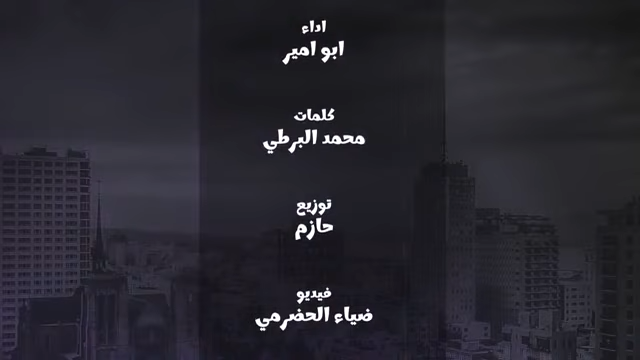 اداء
ابو امير
كلمات
محمد البرطي
توزيع
حازم
فيديو
ضياء الحضرمي